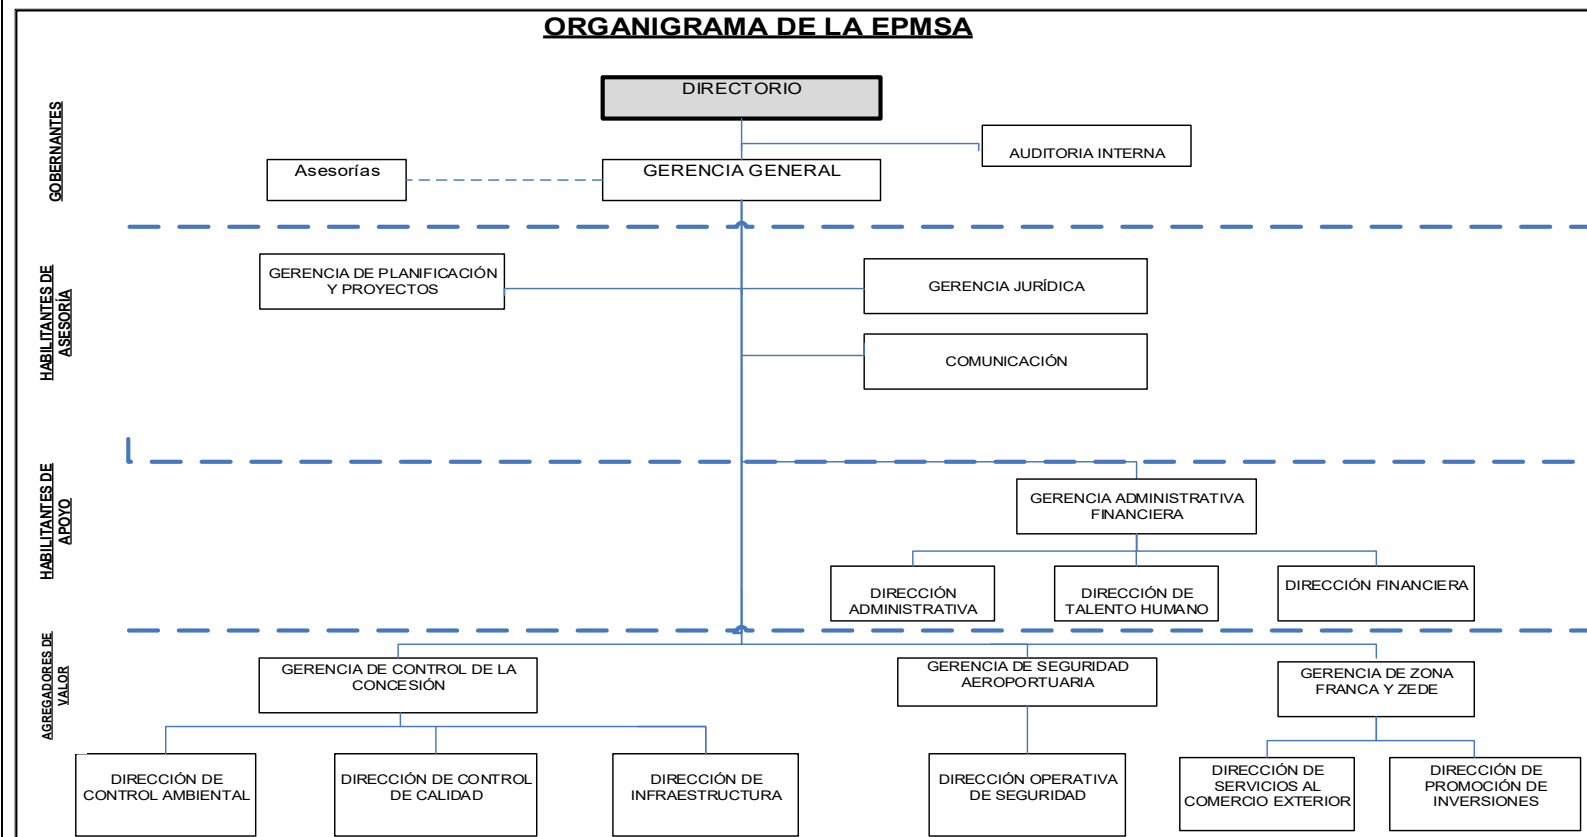 ORGANIGRAMA DE LA EPMSA
GOBERNANTES
DIRECTORIO
AUDITORIA INTERNA
Asesorías
GERENCIA GENERAL
HABILITANTES DE
ASESORÍA
GERENCIA DE PLANIFICACIÓN
Y PROYECTOS
GERENCIA JURÍDICA
COMUNICACIÓN
HABILITANTES DE
APOYO
GERENCIA ADMINISTRATIVA
FINANCIERA
DIRECCIÓN
ADMINISTRATIVA
DIRECCIÓN DE
TALENTO HUMANO
DIRECCIÓN FINANCIERA
AGREGADORES DE
VALOR
GERENCIA DE CONTROL DE LA
CONCESIÓN
GERENCIA DE SEGURIDAD
AEROPORTUARIA
GERENCIA DE ZONA
FRANCA Y ZEDE
DIRECCIÓN DE
CONTROL AMBIENTAL
DIRECCIÓN DE CONTROL
DE CALIDAD
DIRECCIÓN DE
INFRAESTRUCTURA
DIRECCIÓN OPERATIVA
DE SEGURIDAD
DIRECCIÓN DE
SERVICIOS AL
COMERCIO EXTERIOR
DIRECCIÓN DE
PROMOCIÓN DE
INVERSIONES